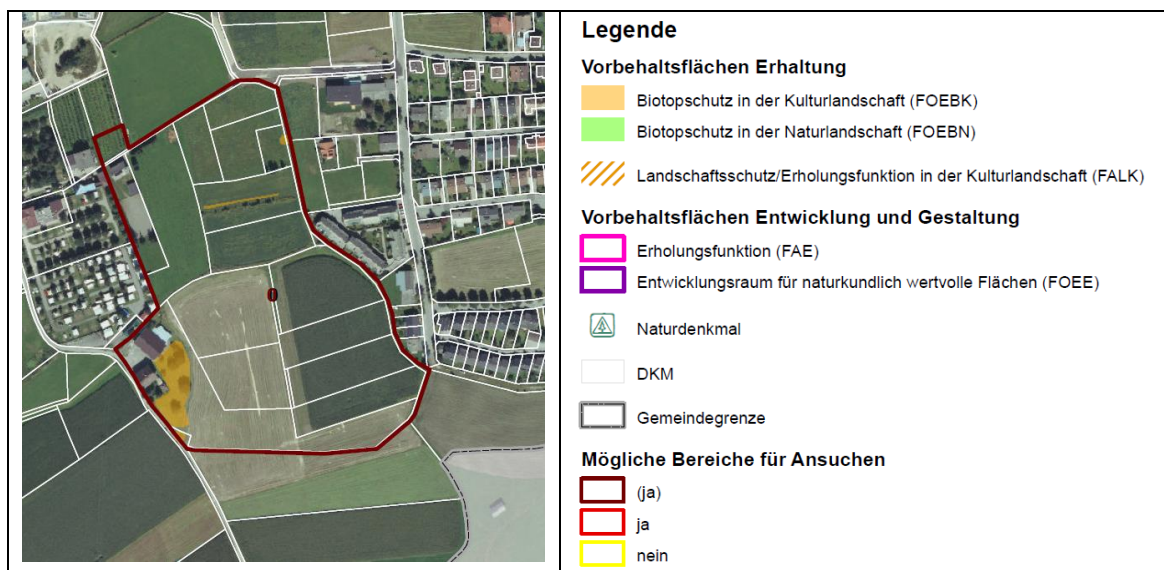 Legende
Vorbehaltsflächen Erhaltung
Biotopschutz in der Kulturlandschaft (FOEBK)
Biotopschutz in der Naturlandschaft (FOEBN)
Landschaftsschutz/Erholungsfunktion in der Kulturlandschaft (FALK)
Vorbehaltsflächen Entwicklung und Gestaltung
Erholungsfunktion (FAE)
Entwicklungsraum für naturkundlich wertvolle Flächen (FOEE)
Naturdenkmal
DKM
Gemeindegrenze
Mögliche Bereiche für Ansuchen
(ja)
ja
nein